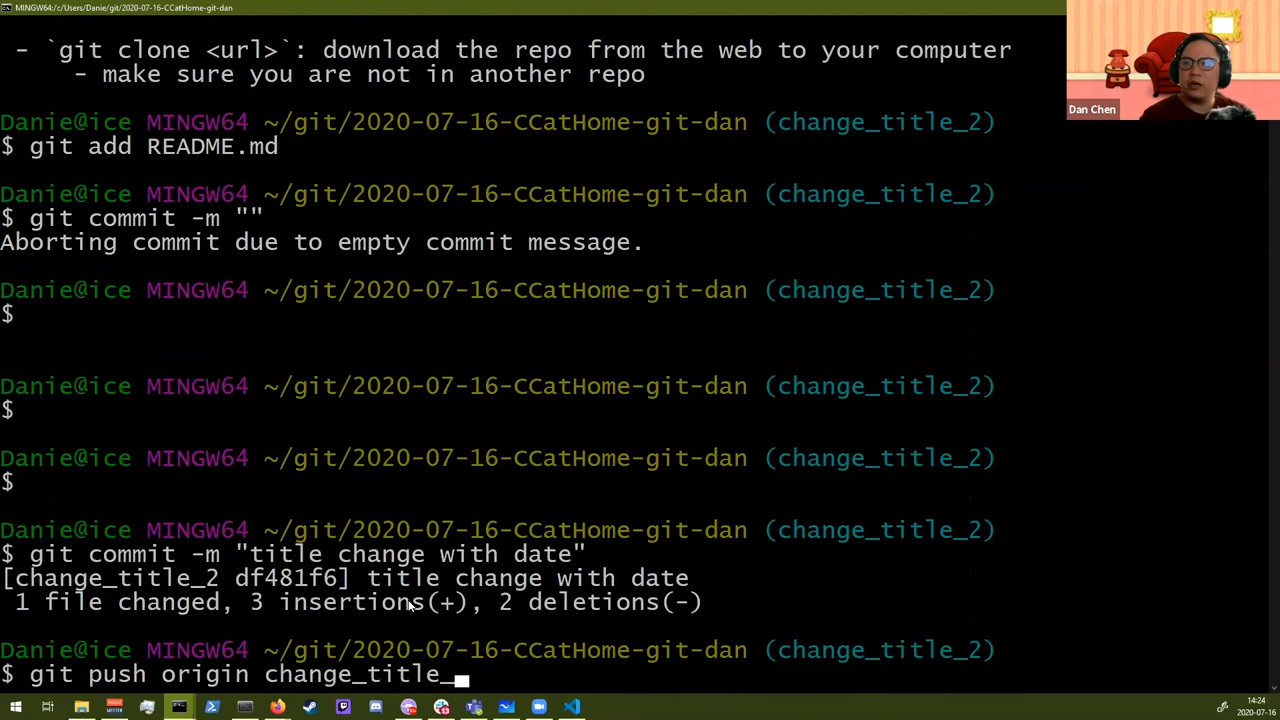 MINGW64:/c/Users/Danie/git/2020-07-16-CCatHome-git-dan
- `git clone <url>`: download the repo from the web to your computer
- make sure you are not in another repo
Danie@ice MINGW64 ~/git/2020-07-16-CCatHome-git-dan (change_title_2)
$ git add README.md
Danie@ice MINGW64 ~/git/2020-07-16-CCatHome-git-dan (change_title_2)
$ git commit -m ""
Aborting commit due to empty commit message.
Danie@ice MINGW64 ~/git/2020-07-16-CCatHome-git-dan (change_title_2)
$
Danie@ice MINGW64 ~/git/2020-07-16-CCatHome-git-dan (change_title_2)
$
Danie@ice MINGW64 ~/git/2020-07-16-CCatHome-git-dan (change_title_2)
$
Danie@ice MINGW64 ~/git/2020-07-16-CCatHome-git-dan (change_title_2)
$ git commit -m "title change with date"
[change_title_2 df481f6] title change with date
1 file changed, 3 insertions(+), 2 deletions(-)
Danie@ice MINGW64 ~/git/2020-07-16-CCatHome-git-dan (change_title_2)
$ git push origin change_title_
Dan Chen
14:24
2020-07-16